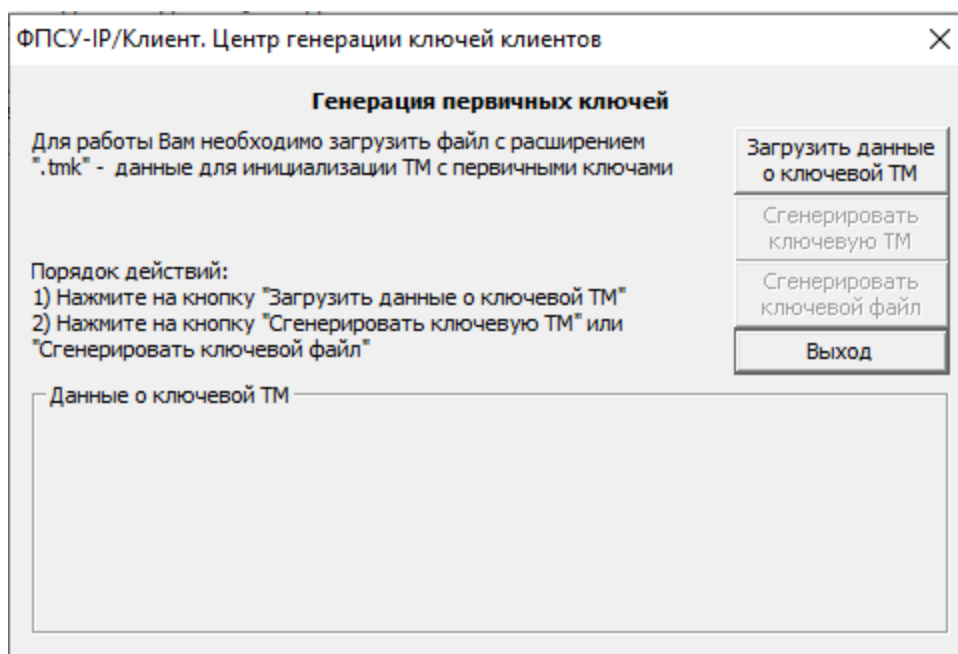 ФПСУ-IP/Клиент. Центр генерации ключей клиентов
Генерация первичных ключей
Для работы Вам необходимо загрузить файл с расширением
".tmk" - данные для инициализации ТМ с первичными ключами
Порядок действий:
1) Нажмите на кнопку "Загрузить данные о ключевой ТМ"
2) Нажмите на кнопку "Сгенерировать ключевую ТМ" или
"Сгенерировать ключевой файл"
Загрузить данные
о ключевой ТМ
Сгенерировать
ключевую ТМ
Сгенерировать
ключевой файл
Выход
Данные о ключевой ТМ